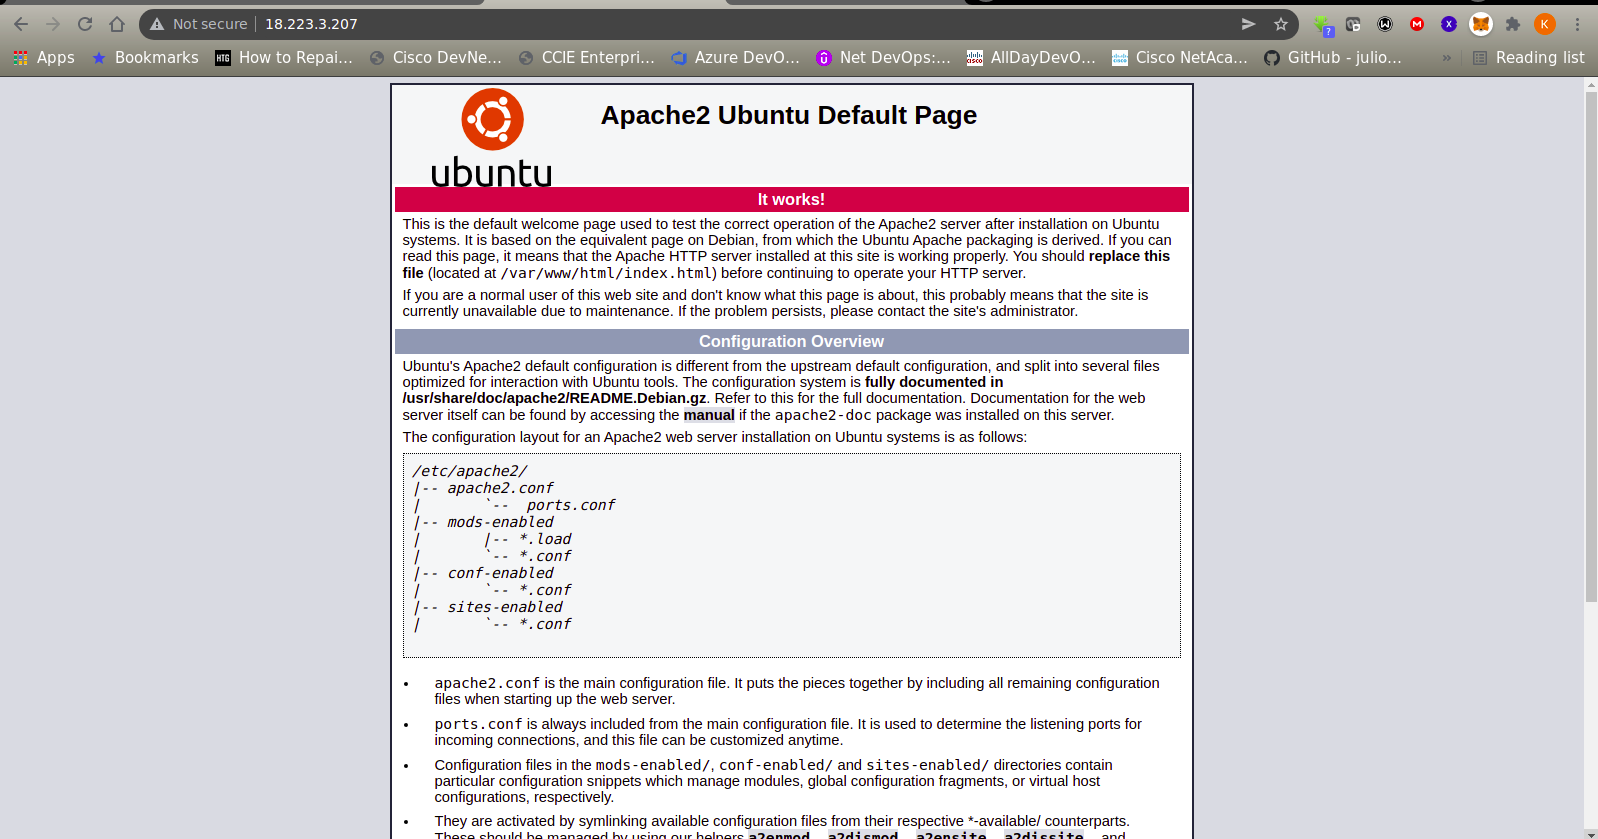 Not secure | 18.223.3.207
K
Apps Bookmarks HTG How to Repai... Cisco DevNe... CCIE Enterpri... Azure DevO... Net DevOps:... AllDayDevO... Cisco NetAca... GitHub - julio... » Reading list
Apache2 Ubuntu Default Page
ubuntu
It works!
This is the default welcome page used to test the correct operation of the Apache2 server after installation on Ubuntu
systems. It is based on the equivalent page on Debian, from which the Ubuntu Apache packaging is derived. If you can
read this page, it means that the Apache HTTP server installed at this site is working properly. You should replace this
file (located at /var/www/html/index.html) before continuing to operate your HTTP server.
If you are a normal user of this web site and don't know what this page is about, this probably means that the site is
currently unavailable due to maintenance. If the problem persists, please contact the site's administrator.
Configuration Overview
Ubuntu's Apache2 default configuration is different from the upstream default configuration, and split into several files
optimized for interaction with Ubuntu tools. The configuration system is fully documented in
/usr/share/doc/apache2/README.Debian.gz. Refer to this for the full documentation. Documentation for the web
server itself can be found by accessing the manual if the apache2-doc package was installed on this server.
The configuration layout for an Apache2 web server installation on Ubuntu systems is as follows:
/etc/apache2/
|-- apache2.conf
|       `--  ports.conf
|-- mods-enabled
|       |-- *.load
|       `-- *.conf
|-- conf-enabled
|       `-- *.conf
|-- sites-enabled
|       `-- *.conf
• apache2.conf is the main configuration file. It puts the pieces together by including all remaining configuration
files when starting up the web server.
• ports.conf is always included from the main configuration file. It is used to determine the listening ports for
incoming connections, and this file can be customized anytime.
• Configuration files in the mods-enabled/, conf-enabled/ and sites-enabled/ directories contain
particular configuration snippets which manage modules, global configuration fragments, or virtual host
configurations, respectively.
• They are activated by symlinking available configuration files from their respective *-available/ counterparts.
These should be managed by using our helpers a2enmod, a2dismod, a2ensite, a2dissite, and